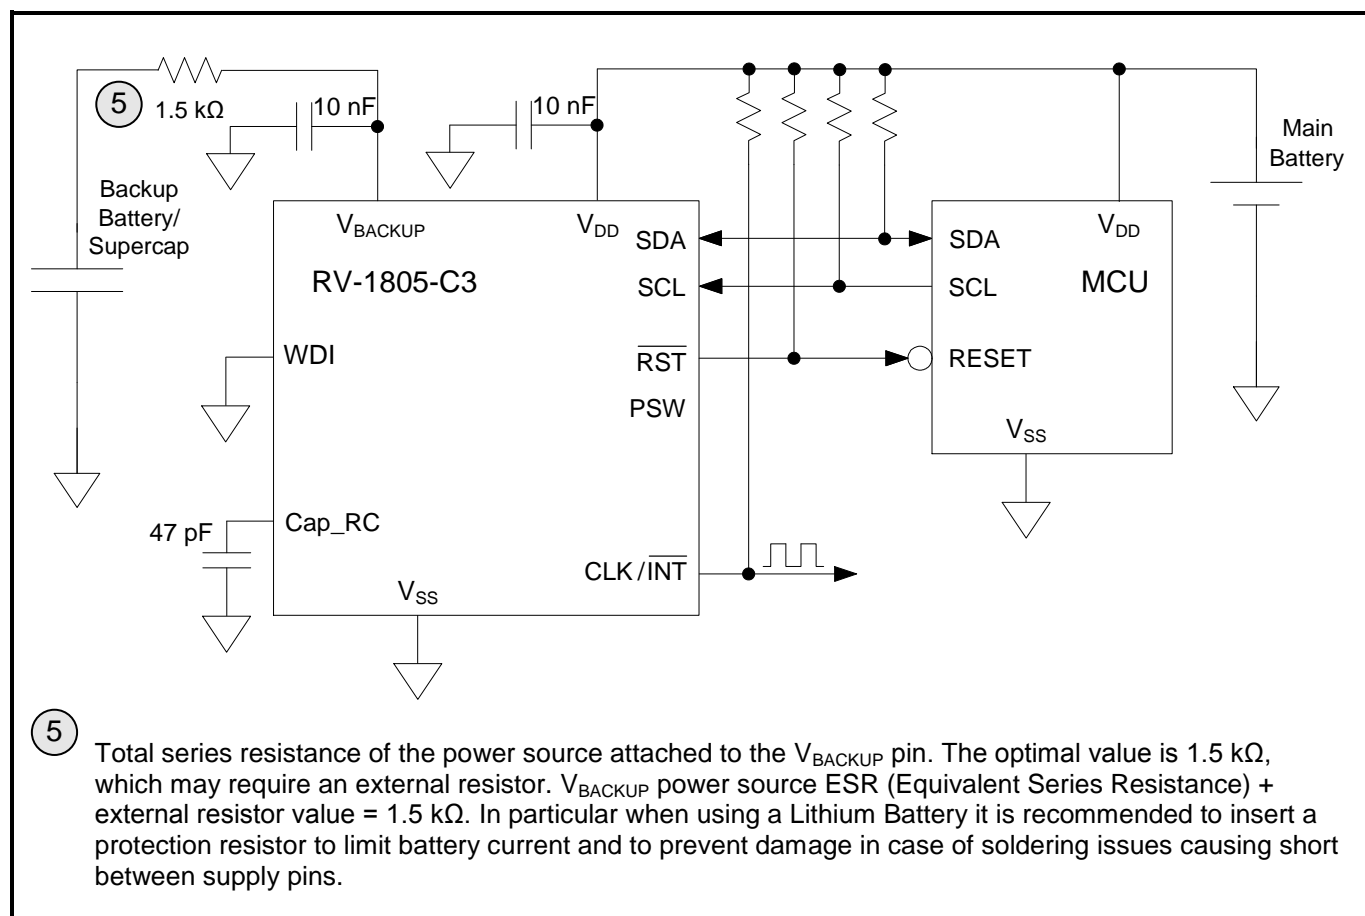 5
1.5 kΩ
10 nF
10 nF
Main
Battery
Backup
Battery/
Supercap
VBACKUP
VDD
SDA
SDA
VDD
RV-1805-C3
SCL
SCL
MCU
WDI
RST
RESET
PSW
VSS
47 pF
Cap_RC
CLK/INT
VSS
5
Total series resistance of the power source attached to the VBACKUP pin. The optimal value is 1.5 kΩ,
which may require an external resistor. VBACKUP power source ESR (Equivalent Series Resistance) +
external resistor value = 1.5 kΩ. In particular when using a Lithium Battery it is recommended to insert a
protection resistor to limit battery current and to prevent damage in case of soldering issues causing short
between supply pins.